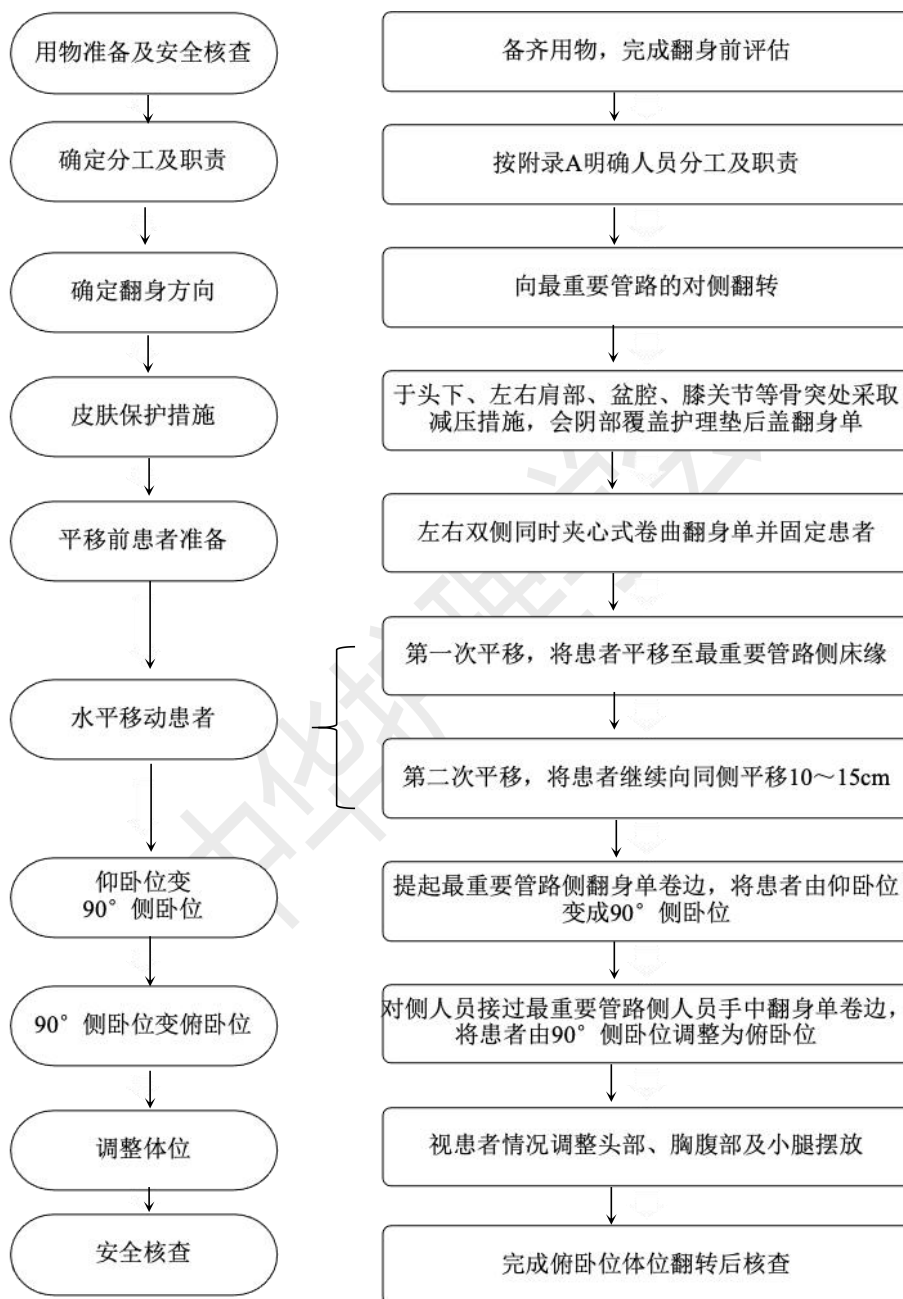 用物准备及安全核查
备齐用物，完成翻身前评估
确定分工及职责
按附录A明确人员分工及职责
确定翻身方向
向最重要管路的对侧翻转
皮肤保护措施
于头下、左右肩部、盆腔、膝关节等骨突处采取
减压措施，会阴部覆盖护理垫后盖翻身单
平移前患者准备
左右双侧同时夹心式卷曲翻身单并固定患者
水平移动患者
第一次平移，将患者平移至最重要管路侧床缘
第二次平移，将患者继续向同侧平移10～15cm
仰卧位变
90°侧卧位
提起最重要管路侧翻身单卷边，将患者由仰卧位
变成90°侧卧位
90°侧卧位变俯卧位
对侧人员接过最重要管路侧人员手中翻身单卷边，
将患者由90°侧卧位调整为俯卧位
调整体位
视患者情况调整头部、胸腹部及小腿摆放
安全核查
完成俯卧位体位翻转后核查
中华护理学会